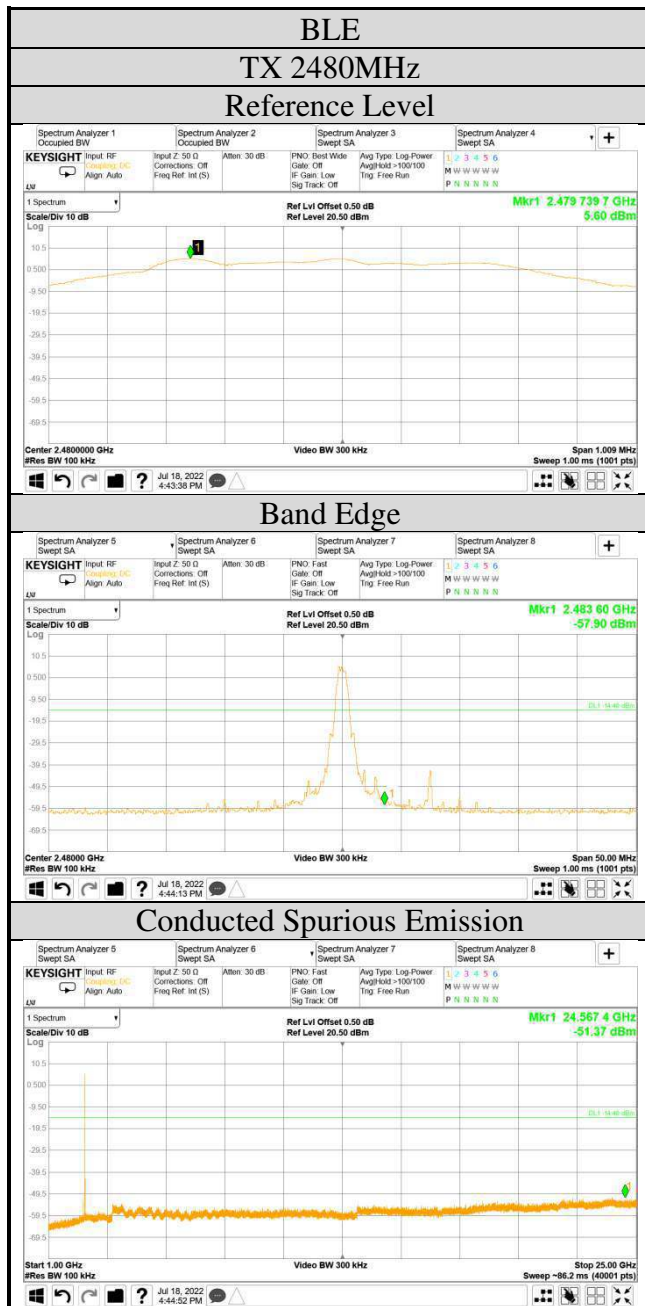 BLE
TX 2480MHz
Reference Level
Spectrum Analyzer 1 Occupied BW
Spectrum Analyzer 2 Occupied BW
Spectrum Analyzer 3 Swept SA
Spectrum Analyzer 4 Swept SA
KEYSIGHT
Input: RF
Coupling: DC
Align: Auto
Input Z: 50 Ω
Corrections: Off
Freq Ref: Int (S)
Atten: 30 dB
PNO: Best Wide
Gate: Off
IF Gain: Low
Sig Track: Off
Avg Type: Log-Power
Avg|Hold: >100/100
Trig: Free Run
1 2 3 4 5 6
M W W W W W
P N N N N N
LXI
1 Spectrum
Scale/Div 10 dB
Log
Ref Lvl Offset 0.50 dB
Ref Level 20.50 dBm
Mkr1 2.479 739 7 GHz
5.60 dBm
1
10.5
0.500
-9.50
-19.5
-29.5
-39.5
-49.5
-59.5
-69.5
Center 2.4800000 GHz
#Res BW 100 kHz
Video BW 300 kHz
Span 1.009 MHz
Sweep 1.00 ms (1001 pts)
Jul 18, 2022
4:43:38 PM
Band Edge
Spectrum Analyzer 5 Swept SA
Spectrum Analyzer 6 Swept SA
Spectrum Analyzer 7 Swept SA
Spectrum Analyzer 8 Swept SA
KEYSIGHT
Input: RF
Coupling: DC
Align: Auto
Input Z: 50 Ω
Corrections: Off
Freq Ref: Int (S)
Atten: 30 dB
PNO: Fast
Gate: Off
IF Gain: Low
Sig Track: Off
Avg Type: Log-Power
Avg|Hold: >100/100
Trig: Free Run
1 2 3 4 5 6
M W W W W W
P N N N N N
LXI
1 Spectrum
Scale/Div 10 dB
Log
Ref Lvl Offset 0.50 dB
Ref Level 20.50 dBm
Mkr1 2.483 60 GHz
-57.90 dBm
10.5
0.500
-9.50
DL1 -14.40 dBm
-19.5
-29.5
-39.5
-49.5
1
-59.5
-69.5
Center 2.48000 GHz
#Res BW 100 kHz
Video BW 300 kHz
Span 50.00 MHz
Sweep 1.00 ms (1001 pts)
Jul 18, 2022
4:44:13 PM
Conducted Spurious Emission
Spectrum Analyzer 5 Swept SA
Spectrum Analyzer 6 Swept SA
Spectrum Analyzer 7 Swept SA
Spectrum Analyzer 8 Swept SA
KEYSIGHT
Input: RF
Coupling: DC
Align: Auto
Input Z: 50 Ω
Corrections: Off
Freq Ref: Int (S)
Atten: 30 dB
PNO: Fast
Gate: Off
IF Gain: Low
Sig Track: Off
Avg Type: Log-Power
Avg|Hold: >100/100
Trig: Free Run
1 2 3 4 5 6
M W W W W W
P N N N N N
LXI
1 Spectrum
Scale/Div 10 dB
Log
Ref Lvl Offset 0.50 dB
Ref Level 20.50 dBm
Mkr1 24.567 4 GHz
-51.37 dBm
10.5
0.500
-9.50
DL1 -14.40 dBm
-19.5
-29.5
-39.5
-49.5
1
-59.5
-69.5
Start 1.00 GHz
#Res BW 100 kHz
Video BW 300 kHz
Stop 25.00 GHz
Sweep ~86.2 ms (40001 pts)
Jul 18, 2022
4:44:52 PM